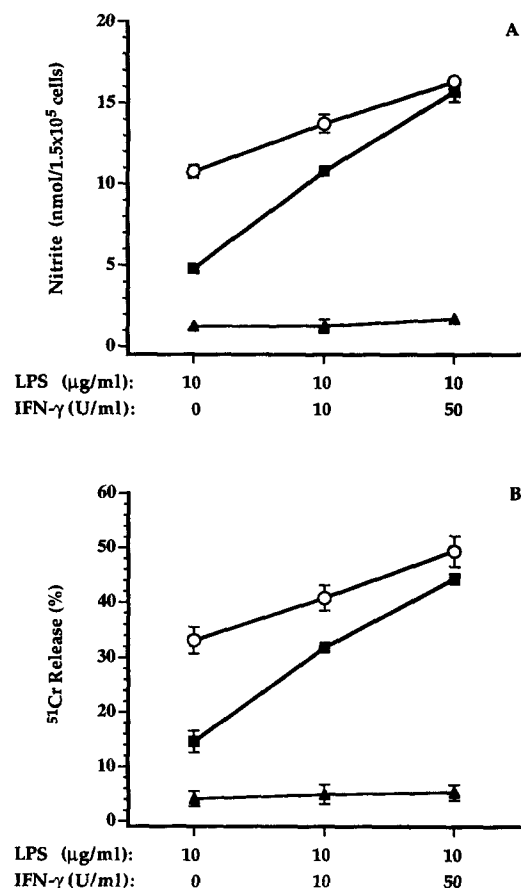 A
20
15
10
5
0
Nitrite (nmol/1.5x10⁵ cells)
LPS (µg/ml): 10 10 10
IFN-γ (U/ml): 0 10 50
B
60
50
40
30
20
10
0
⁵¹Cr Release (%)
LPS (µg/ml): 10 10 10
IFN-γ (U/ml): 0 10 50